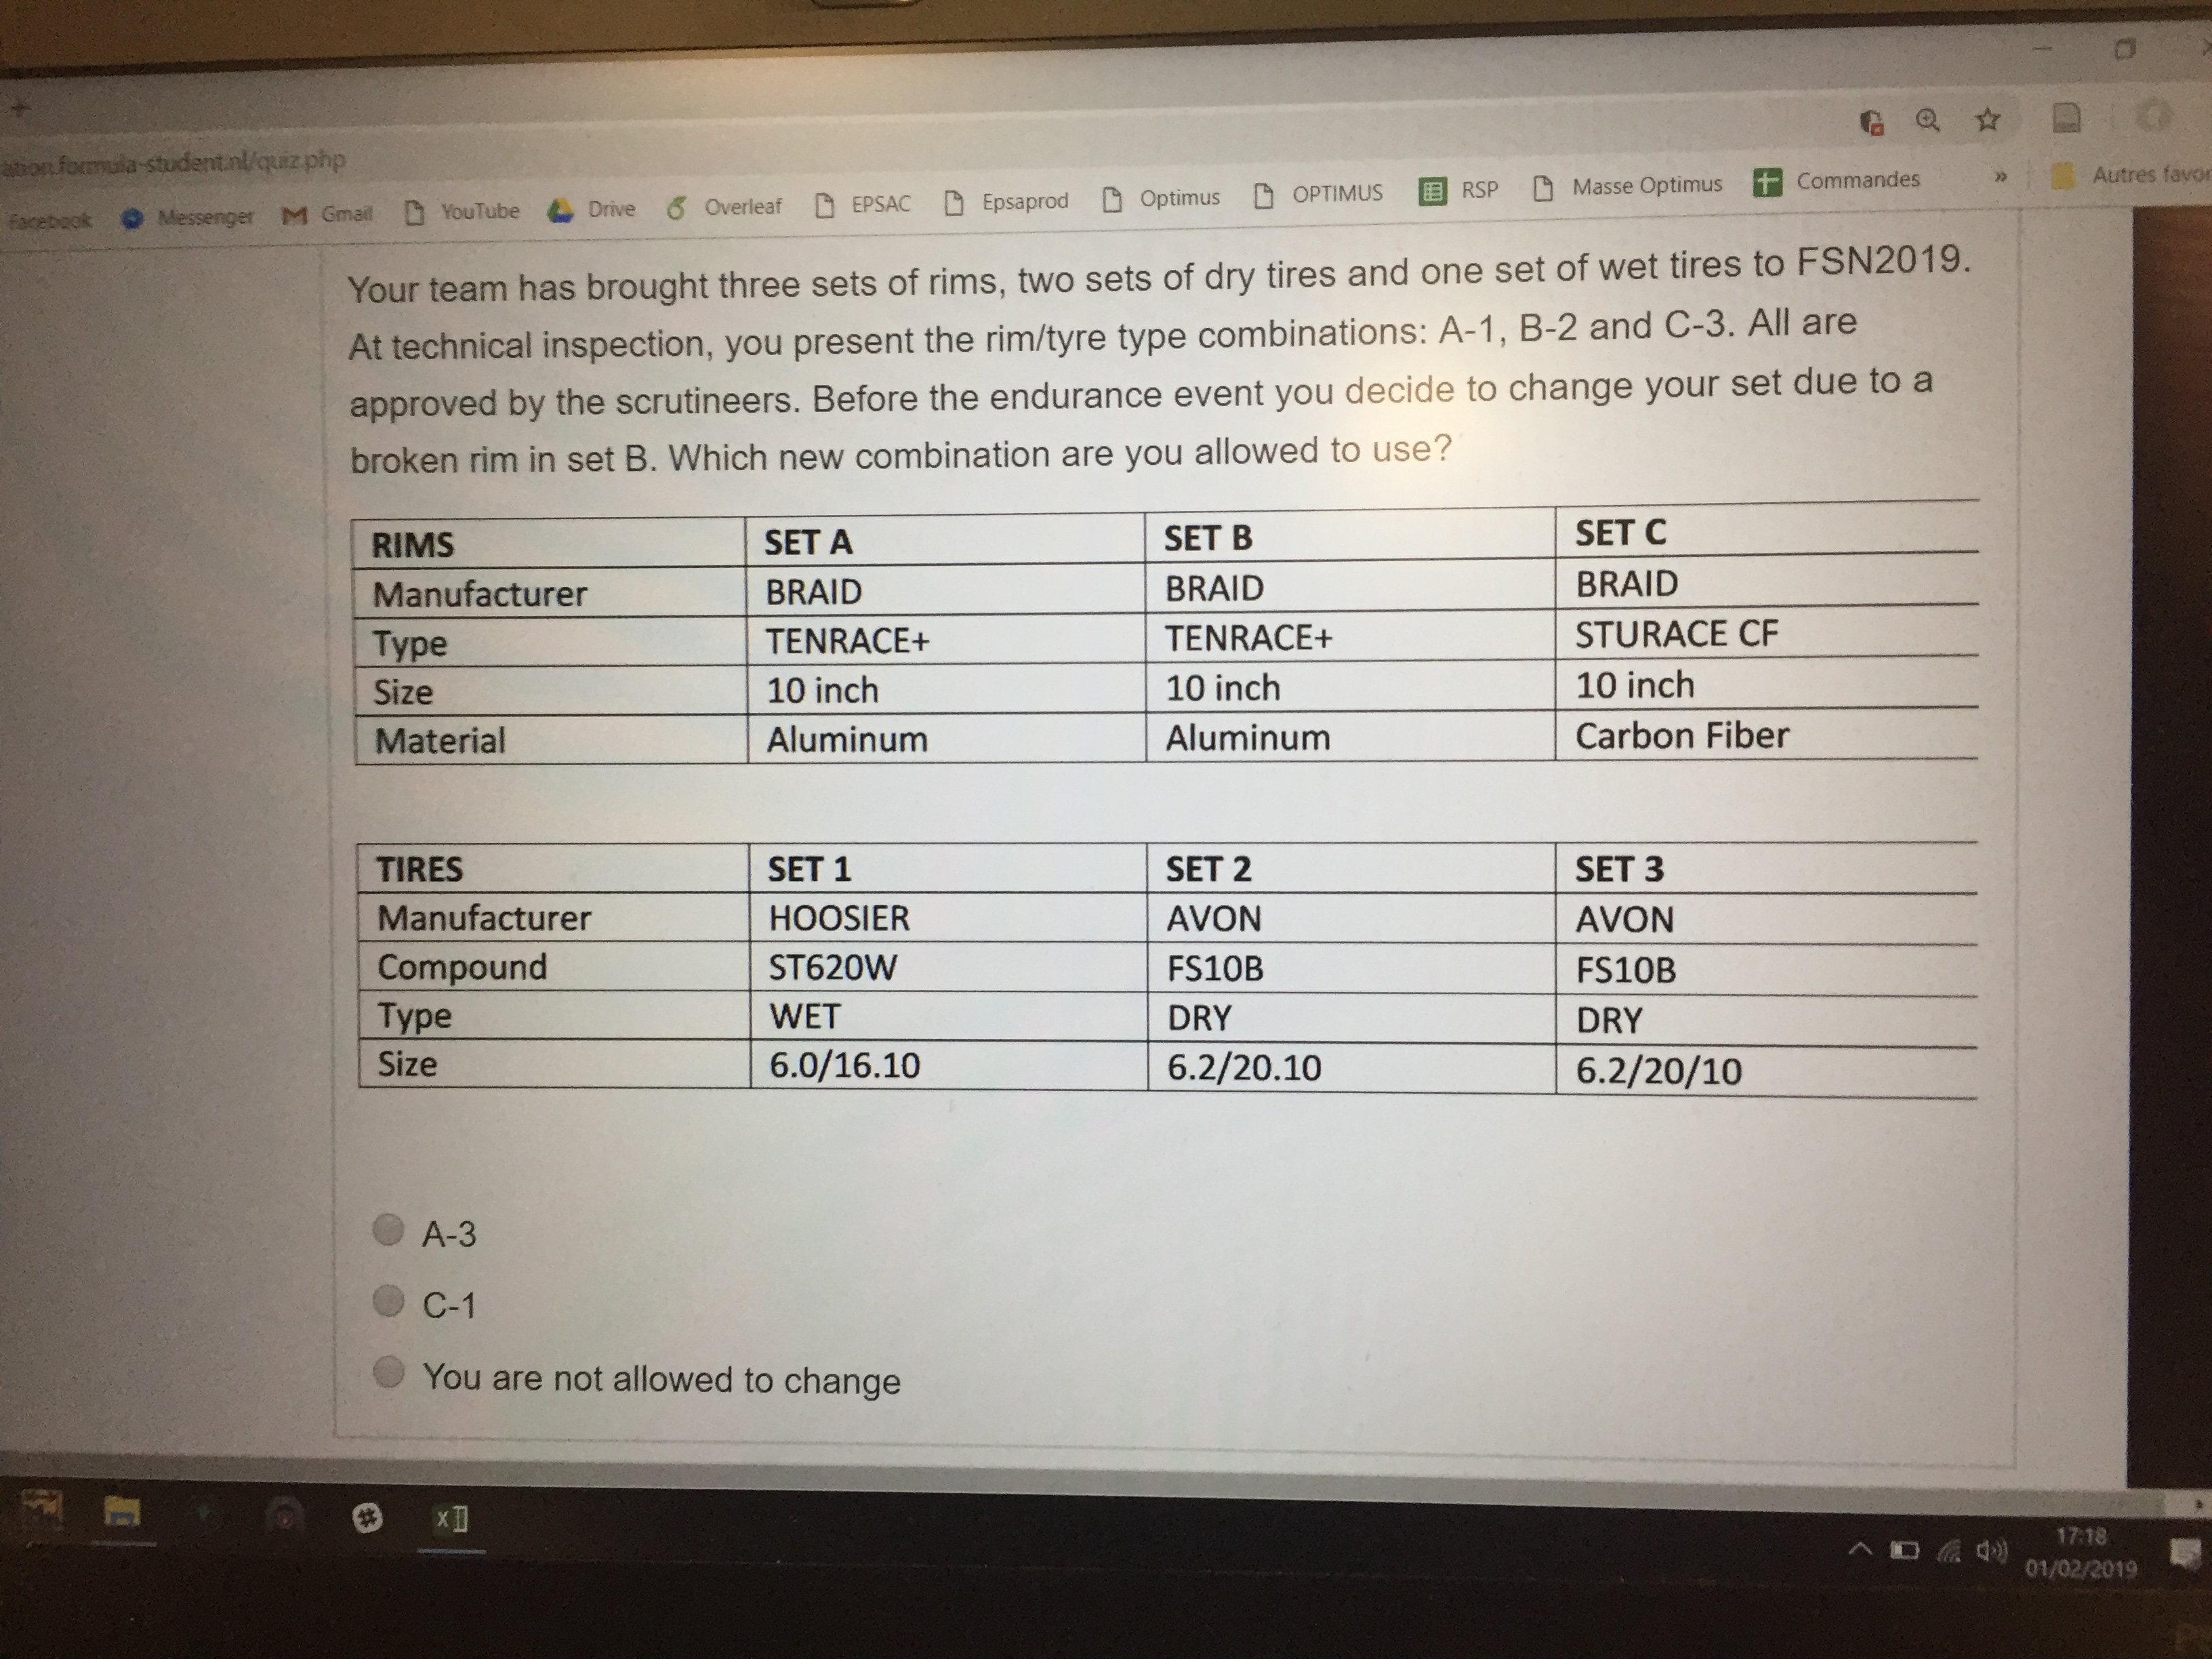 ation.formula-student.nl/quiz.php
Facebook Messenger Gmail YouTube Drive Overleaf EPSAC Epsaprod Optimus OPTIMUS RSP Masse Optimus Commandes » Autres favor
Your team has brought three sets of rims, two sets of dry tires and one set of wet tires to FSN2019.
At technical inspection, you present the rim/tyre type combinations: A-1, B-2 and C-3. All are
approved by the scrutineers. Before the endurance event you decide to change your set due to a
broken rim in set B. Which new combination are you allowed to use?
RIMS SET A SET B SET C
Manufacturer BRAID BRAID BRAID
Type TENRACE+ TENRACE+ STURACE CF
Size 10 inch 10 inch 10 inch
Material Aluminum Aluminum Carbon Fiber
TIRES SET 1 SET 2 SET 3
Manufacturer HOOSIER AVON AVON
Compound ST620W FS10B FS10B
Type WET DRY DRY
Size 6.0/16.10 6.2/20.10 6.2/20/10
A-3
C-1
You are not allowed to change
17:18
01/02/2019